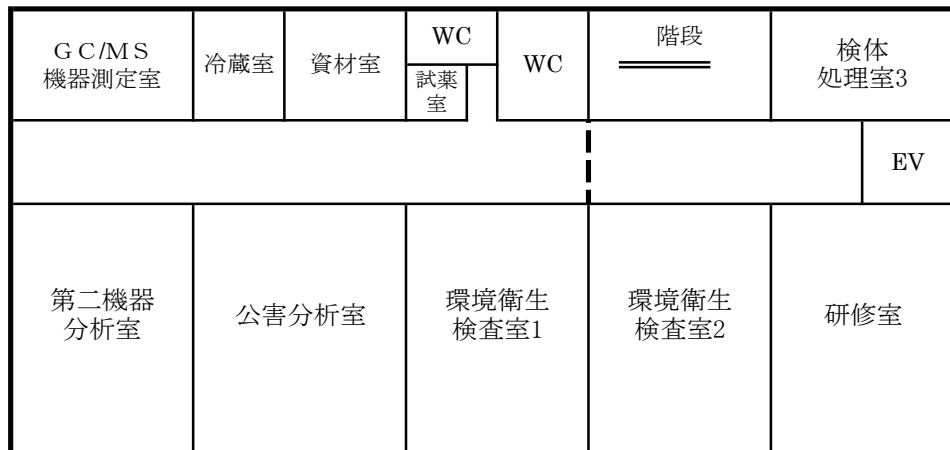 ＧＣ/ＭＳ
機器測定室
冷蔵室
資材室
WC
試薬
室
WC
階段
検体
処理室3
EV
第二機器
分析室
公害分析室
環境衛生
検査室1
環境衛生
検査室2
研修室